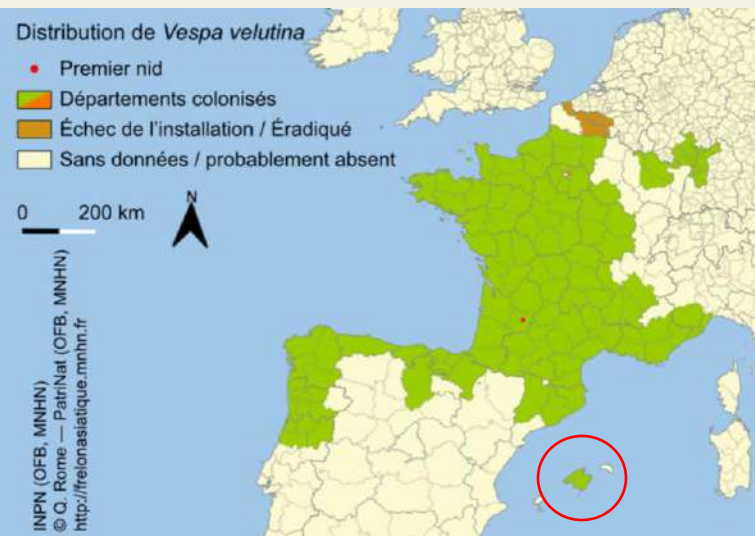 Distribution de Vespa velutina
Premier nid
Départements colonisés
Échec de l'installation / Éradiqué
Sans données / probablement absent
0 200 km
N
INPN (OFB, MNHN)
© Q. Rome — PatriNat (OFB, MNHN)
http://frelonasiatique.mnhn.fr